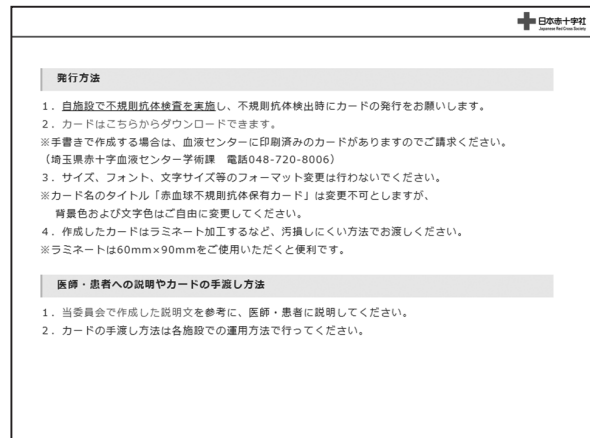 日本赤十字社
Japanese Red Cross Society
発行方法
1．自施設で不規則抗体検査を実施し、不規則抗体検出時にカードの発行をお願いします。
2．カードはこちらからダウンロードできます。
※手書きで作成する場合は、血液センターに印刷済みのカードがありますのでご請求ください。
（埼玉県赤十字血液センター学術課　電話048-720-8006）
3．サイズ、フォント、文字サイズ等のフォーマット変更は行わないでください。
※カード名のタイトル「赤血球不規則抗体保有カード」は変更不可としますが、
背景色および文字色はご自由に変更してください。
4．作成したカードはラミネート加工するなど、汚損しにくい方法でお渡しください。
※ラミネートは60mm×90mmをご使用いただくと便利です。
医師・患者への説明やカードの手渡し方法
1．当委員会で作成した説明文を参考に、医師・患者に説明してください。
2．カードの手渡し方法は各施設での運用方法で行ってください。